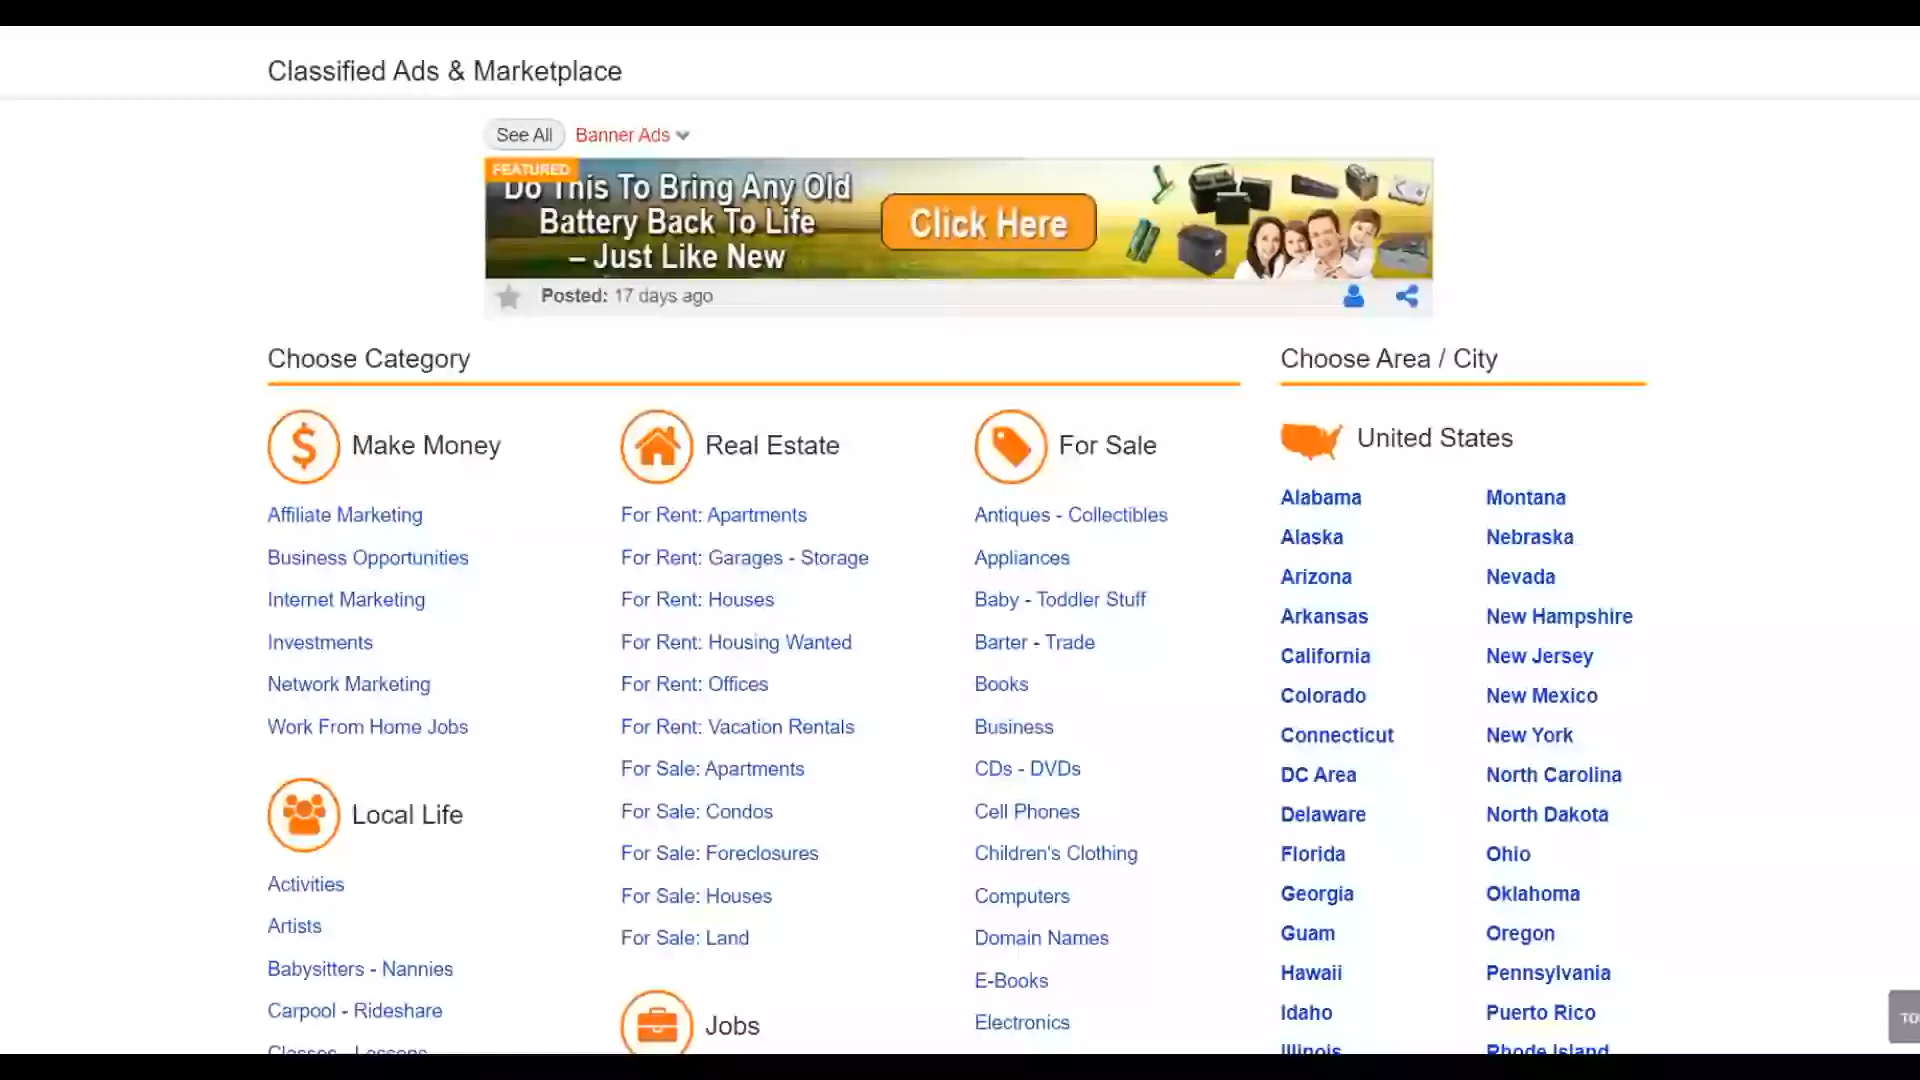 Classified Ads & Marketplace
See All Banner Ads
FEATURED
Do This To Bring Any Old
Battery Back To Life
– Just Like New
Click Here
Posted: 17 days ago
Choose Category
Make Money
Affiliate Marketing
Business Opportunities
Internet Marketing
Investments
Network Marketing
Work From Home Jobs
Local Life
Activities
Artists
Babysitters - Nannies
Carpool - Rideshare
Classes - Lessons
Real Estate
For Rent: Apartments
For Rent: Garages - Storage
For Rent: Houses
For Rent: Housing Wanted
For Rent: Offices
For Rent: Vacation Rentals
For Sale: Apartments
For Sale: Condos
For Sale: Foreclosures
For Sale: Houses
For Sale: Land
Jobs
For Sale
Antiques - Collectibles
Appliances
Baby - Toddler Stuff
Barter - Trade
Books
Business
CDs - DVDs
Cell Phones
Children's Clothing
Computers
Domain Names
E-Books
Electronics
Choose Area / City
United States
Alabama
Alaska
Arizona
Arkansas
California
Colorado
Connecticut
DC Area
Delaware
Florida
Georgia
Guam
Hawaii
Idaho
Illinois
Montana
Nebraska
Nevada
New Hampshire
New Jersey
New Mexico
New York
North Carolina
North Dakota
Ohio
Oklahoma
Oregon
Pennsylvania
Puerto Rico
Rhode Island